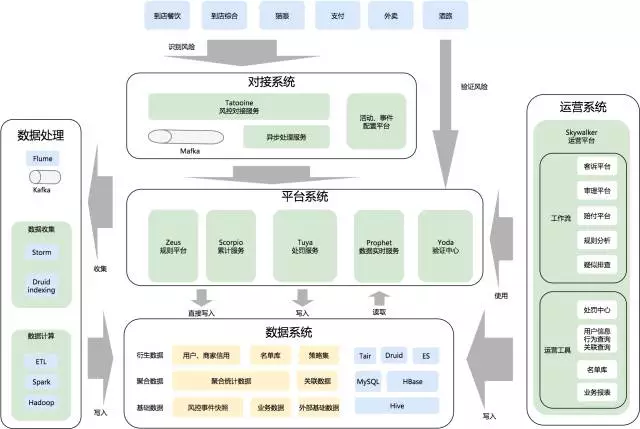 到店餐饮
到店综合
猫眼
支付
外卖
酒旅
识别风险
验证风险
对接系统
Tatooine
风控对接服务
Mafka
异步处理服务
活动、事件
配置平台
数据处理
Flume
Kafka
数据收集
Storm
Druid
indexing
数据计算
ETL
Spark
Hadoop
收集
写入
平台系统
Zeus
规则平台
Scorpio
累计服务
Tuya
处罚服务
Prophet
数据实时服务
Yoda
验证中心
直接写入
写入
读取
数据系统
衍生数据
用户、商家信用
名单库
策略集
Tair
Druid
ES
聚合数据
聚合统计数据
关联数据
MySQL
HBase
基础数据
风控事件快照
业务数据
外部基础数据
Hive
使用
写入
运营系统
Skywalker
运营平台
工作流
客诉平台
审理平台
赔付平台
规则分析
疑似排查
运营工具
处罚中心
用户信息
行为查询
关联查询
名单库
业务报表